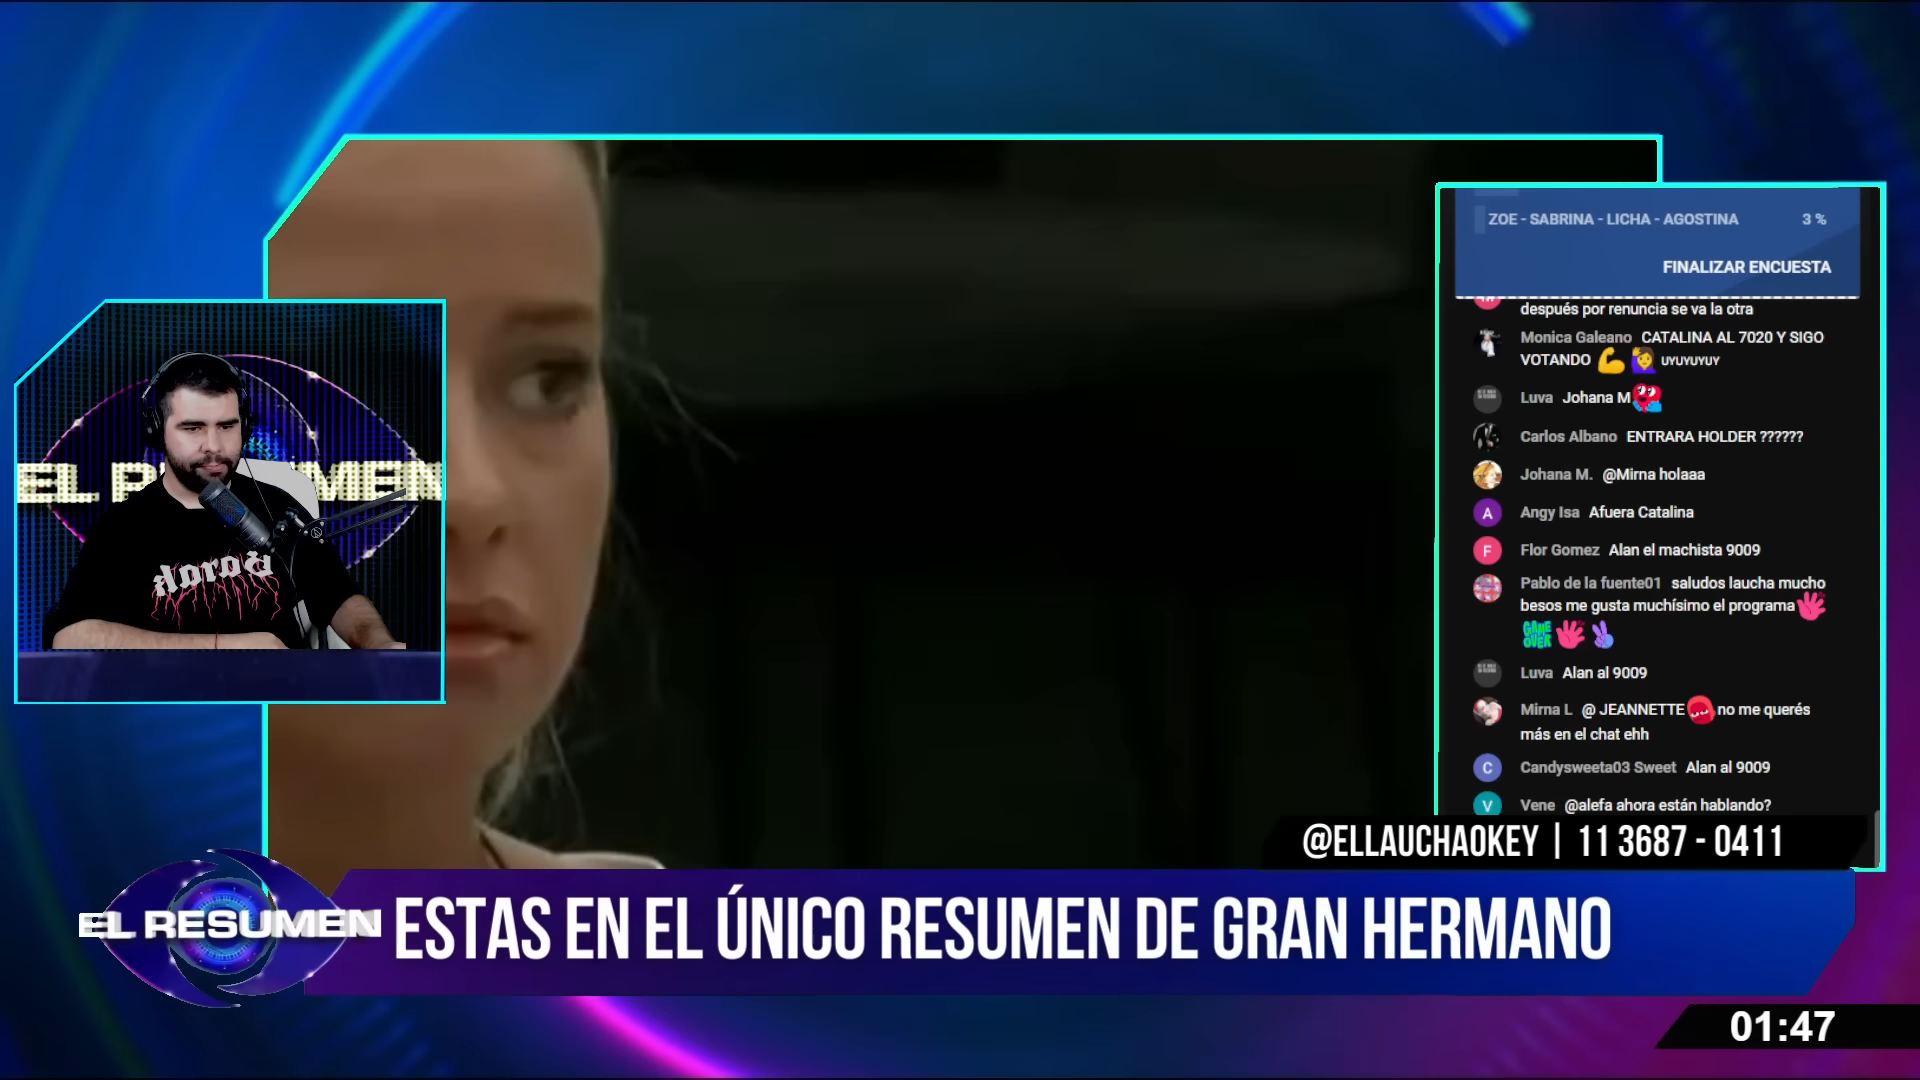 ZOE - SABRINA - LICHA - AGOSTINA 3 %
FINALIZAR ENCUESTA
después por renuncia se va la otra
Monica Galeano CATALINA AL 7020 Y SIGO
VOTANDO UYUYUYUY
Luva Johana M
Carlos Albano ENTRARA HOLDER ??????
Johana M. @Mirna holaaa
A Angy Isa Afuera Catalina
F Flor Gomez Alan el machista 9009
Pablo de la fuente01 saludos laucha mucho
besos me gusta muchísimo el programa
GAME
OVER
Luva Alan al 9009
Mirna L @ JEANNETTE no me querés
más en el chat ehh
C Candysweeta03 Sweet Alan al 9009
V Vene @alefa ahora están hablando?
@ELLAUCHAOKEY | 11 3687 - 0411
EL RESUMEN
EL RESUMEN ESTAS EN EL ÚNICO RESUMEN DE GRAN HERMANO
01:47